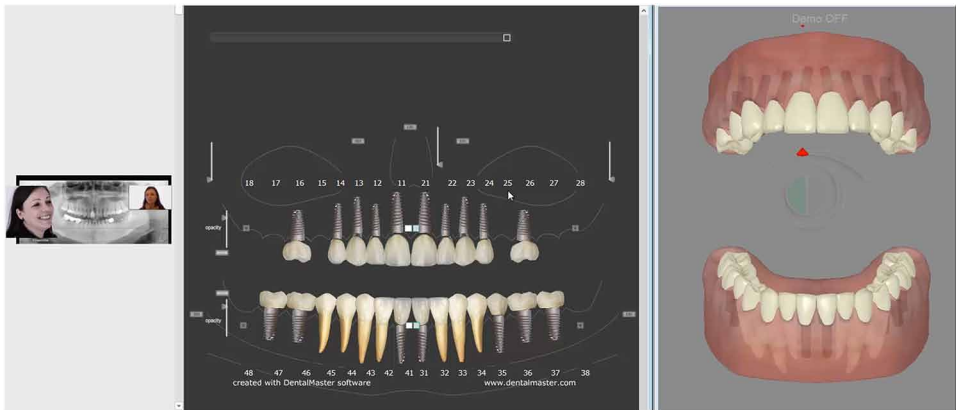 Demo OFF
18 17 16 15 14 13 12 11 21 22 23 24 25 26 27 28
opacity
opacity
48 47 46 45 44 43 42 41 31 32 33 34 35 36 37 38
created with DentalMaster software www.dentalmaster.com